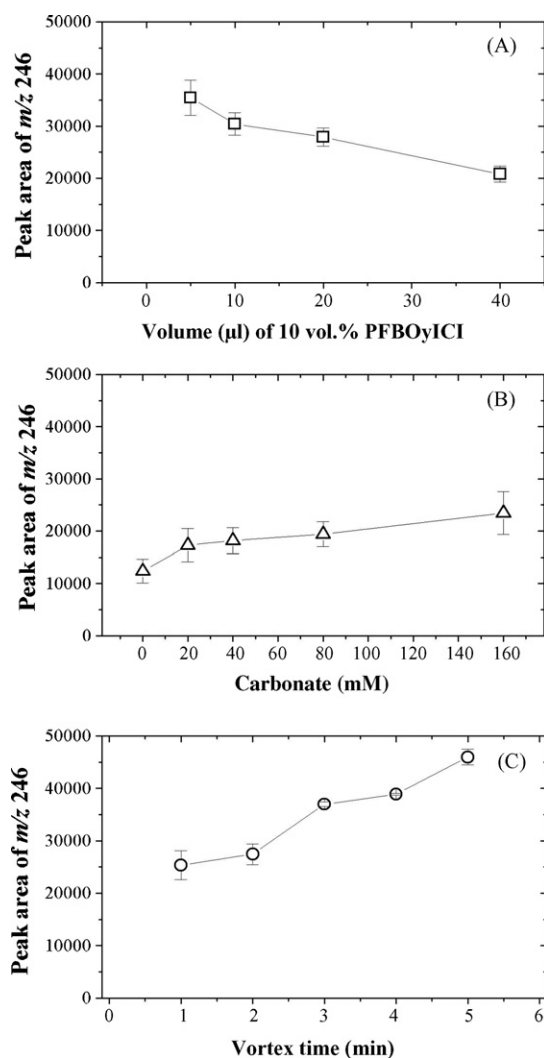 (A)
50000
40000
30000
20000
10000
0
Peak area of m/z 246
0 10 20 30 40
Volume (µl) of 10 vol.% PFBOyICI
(B)
50000
40000
30000
20000
10000
0
Peak area of m/z 246
0 20 40 60 80 100 120 140 160
Carbonate (mM)
(C)
50000
40000
30000
20000
10000
0
Peak area of m/z 246
0 1 2 3 4 5 6
Vortex time (min)